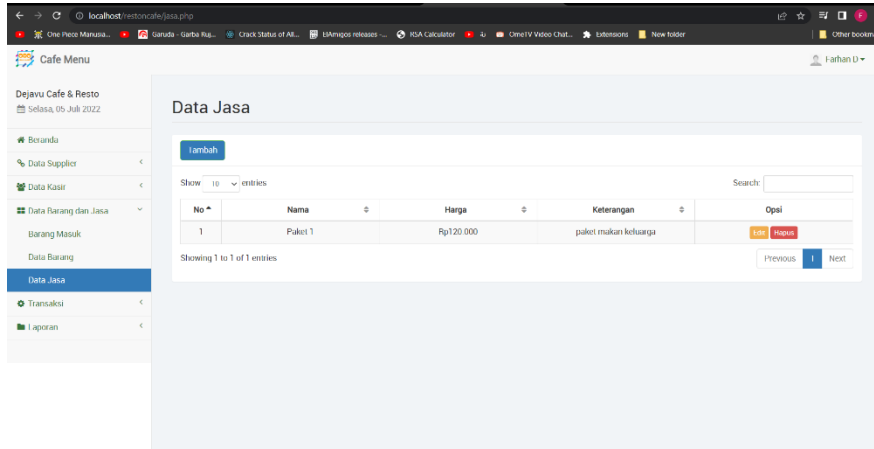 localhost/restoncafe/jasa.php
One Piece Manusia... Garuda - Garba Ruj... Crack Status of All... ElAmigos releases -... RSA Calculator OmeTV Video Chat... Extensions New folder Other bookm
Cafe Menu
Farhan D
Dejavu Cafe & Resto
Selasa, 05 Juli 2022
Beranda
Data Supplier
Data Kasir
Data Barang dan Jasa
Barang Masuk
Data Barang
Data Jasa
Transaksi
Laporan
Data Jasa
Tambah
Show 10 entries
Search:
No Nama Harga Keterangan Opsi
1 Paket 1 Rp120.000 paket makan keluarga Edit Hapus
Showing 1 to 1 of 1 entries
Previous 1 Next